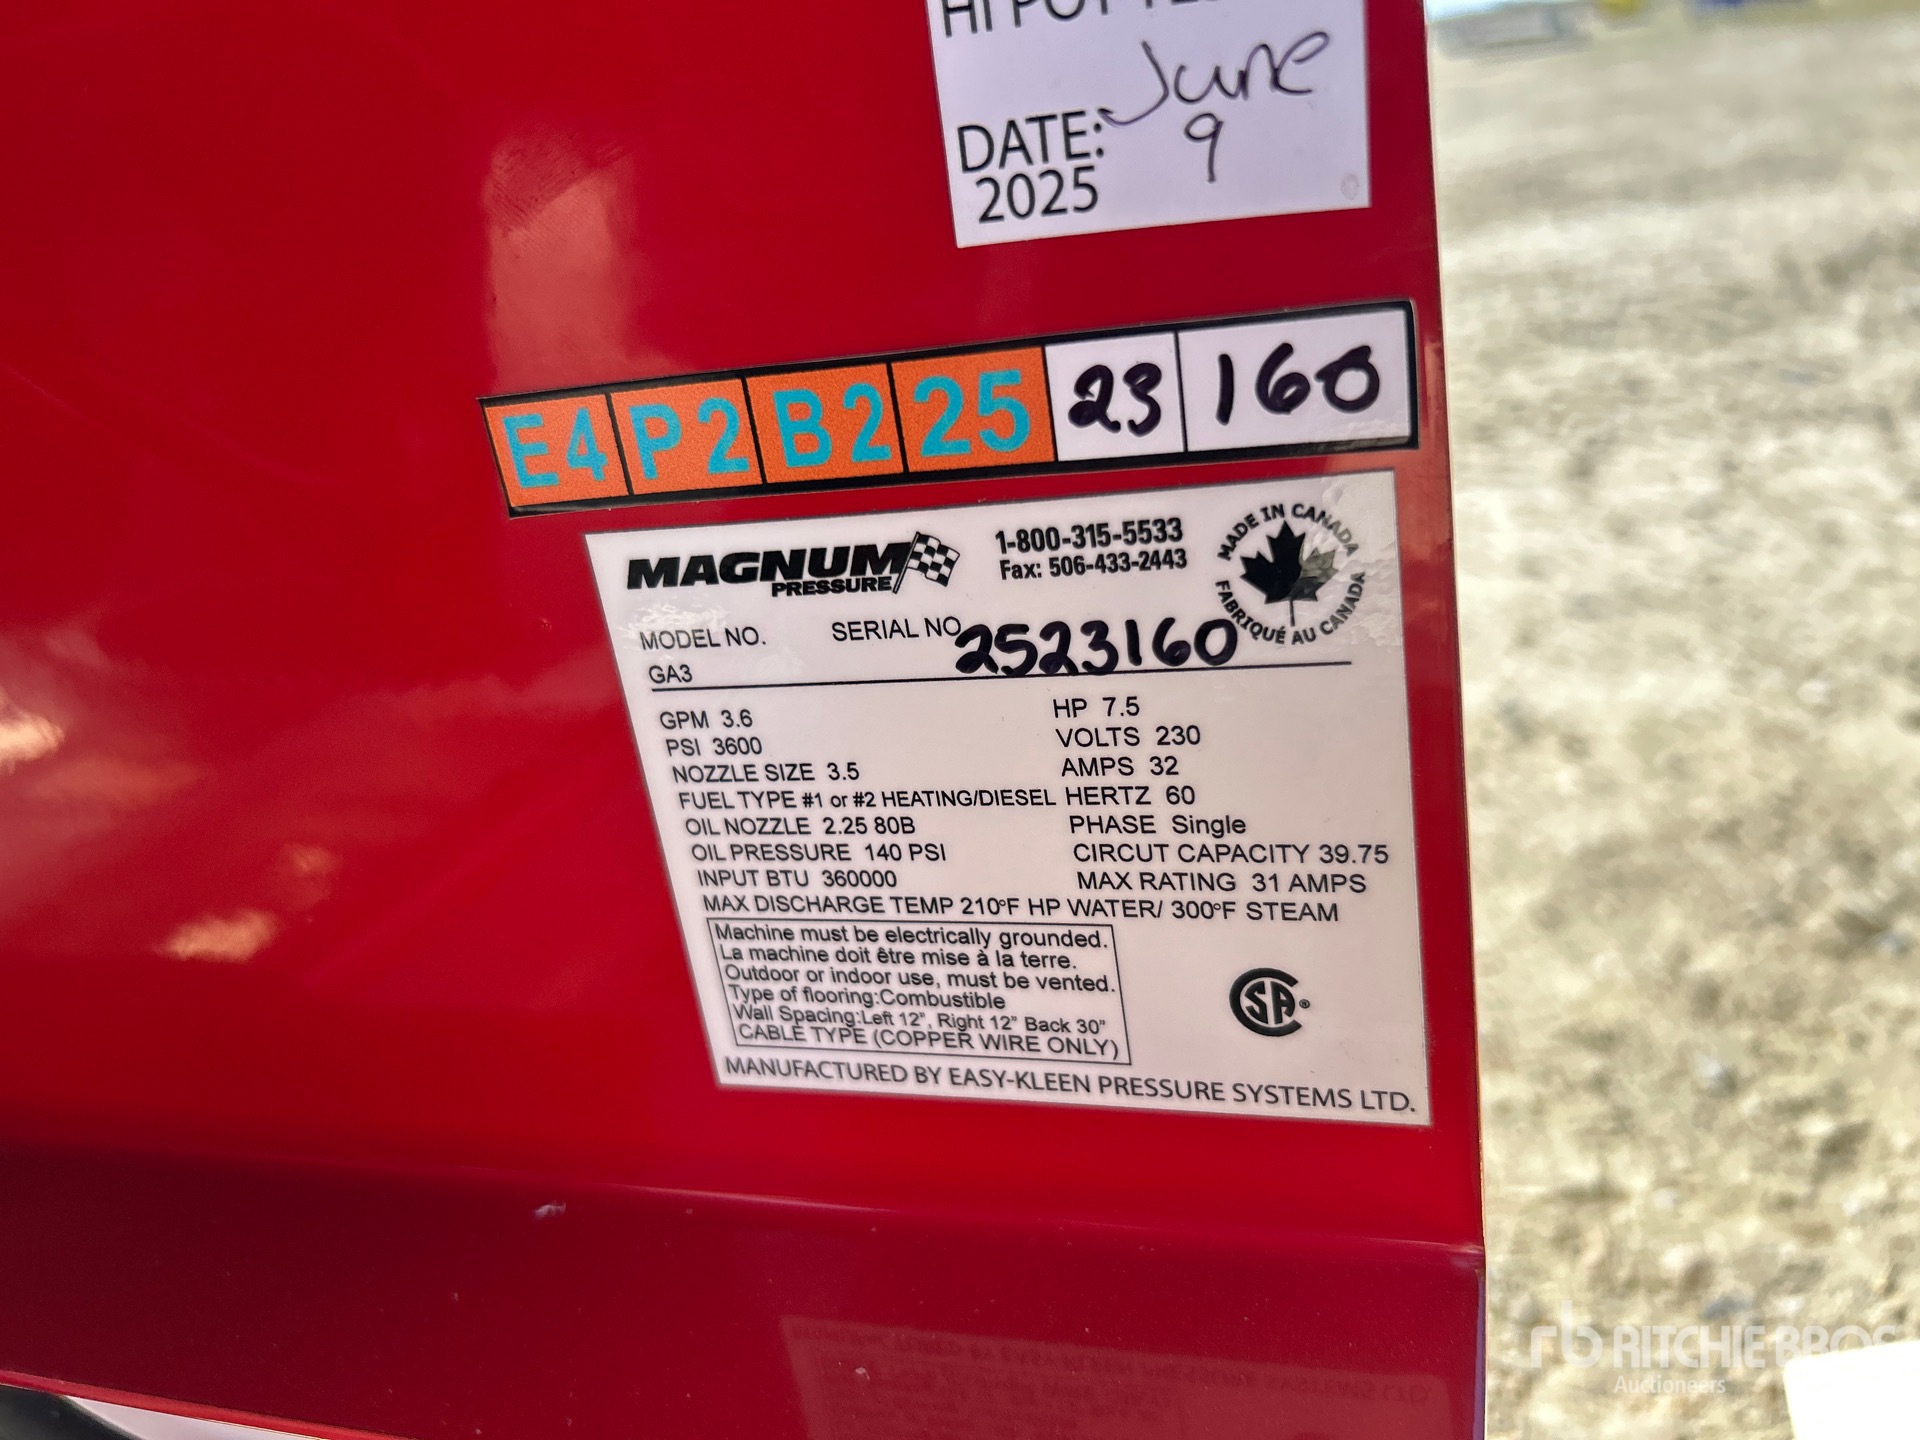 HI POT TES
DATE: June
2025 9
E4 P2 B2 25 23 160
MAGNUM
PRESSURE
1-800-315-5533
Fax: 506-433-2443
MADE IN CANADA
FABRIQUÉ AU CANADA
MODEL NO. SERIAL NO. 2523160
GA3
GPM 3.6 HP 7.5
PSI 3600 VOLTS 230
NOZZLE SIZE 3.5 AMPS 32
FUEL TYPE #1 or #2 HEATING/DIESEL HERTZ 60
OIL NOZZLE 2.25 80B PHASE Single
OIL PRESSURE 140 PSI CIRCUT CAPACITY 39.75
INPUT BTU 360000 MAX RATING 31 AMPS
MAX DISCHARGE TEMP 210°F HP WATER/ 300°F STEAM
Machine must be electrically grounded.
La machine doit être mise à la terre.
Outdoor or indoor use, must be vented.
Type of flooring:Combustible
Wall Spacing:Left 12", Right 12" Back 30"
CABLE TYPE (COPPER WIRE ONLY)
CSA®
MANUFACTURED BY EASY-KLEEN PRESSURE SYSTEMS LTD.
rb RITCHIE BROS
Auctioneers